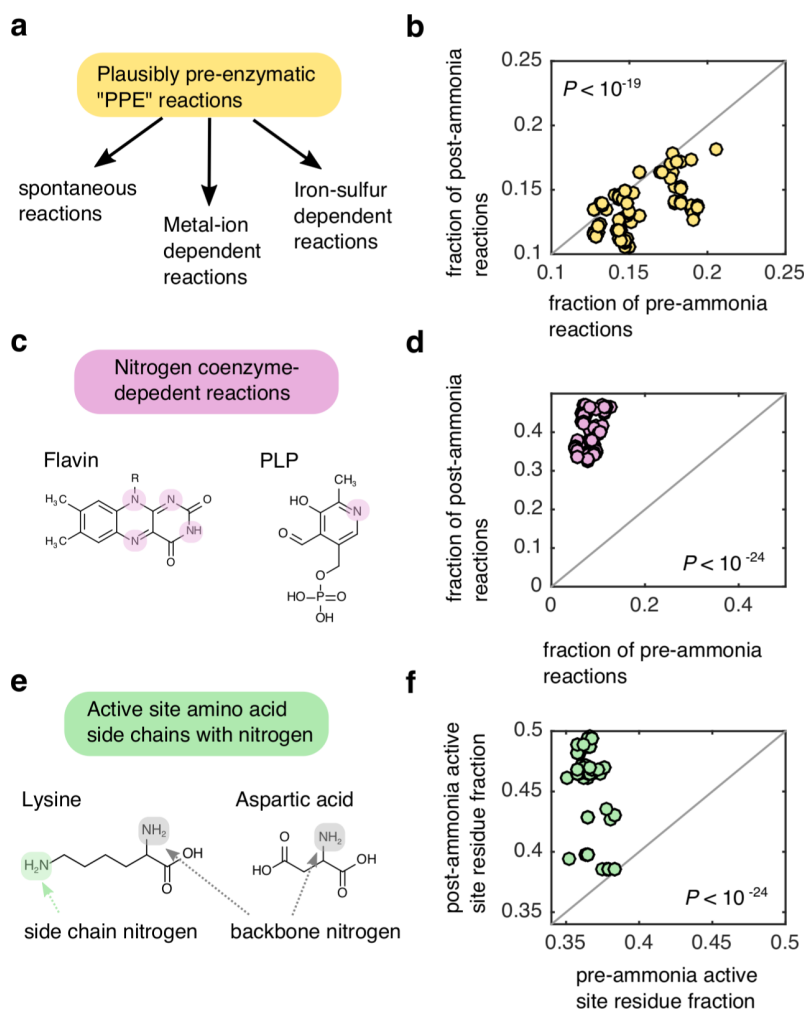 a
Plausibly pre-enzymatic
"PPE" reactions
spontaneous
reactions
Metal-ion
dependent
reactions
Iron-sulfur
dependent
reactions
b
fraction of post-ammonia
reactions
0.25
0.2
0.15
0.1
P < 10-19
0.1 0.15 0.2 0.25
fraction of pre-ammonia
reactions
c
Nitrogen coenzyme-
depedent reactions
Flavin
R
H₃C
H₃C
N
N
O
NH
N
O
PLP
CH₃
HO
N
O
O
HO–P=O
OH
d
fraction of post-ammonia
reactions
0.4
0.3
0.2
0.1
0
P < 10 -24
0 0.2 0.4
fraction of pre-ammonia
reactions
e
Active site amino acid
side chains with nitrogen
Lysine
NH₂
H₂N
OH
O
Aspartic acid
O
NH₂
HO
OH
O
side chain nitrogen
backbone nitrogen
f
post-ammonia active
site residue fraction
0.5
0.45
0.4
0.35
P < 10 -24
0.35 0.4 0.45 0.5
pre-ammonia active
site residue fraction